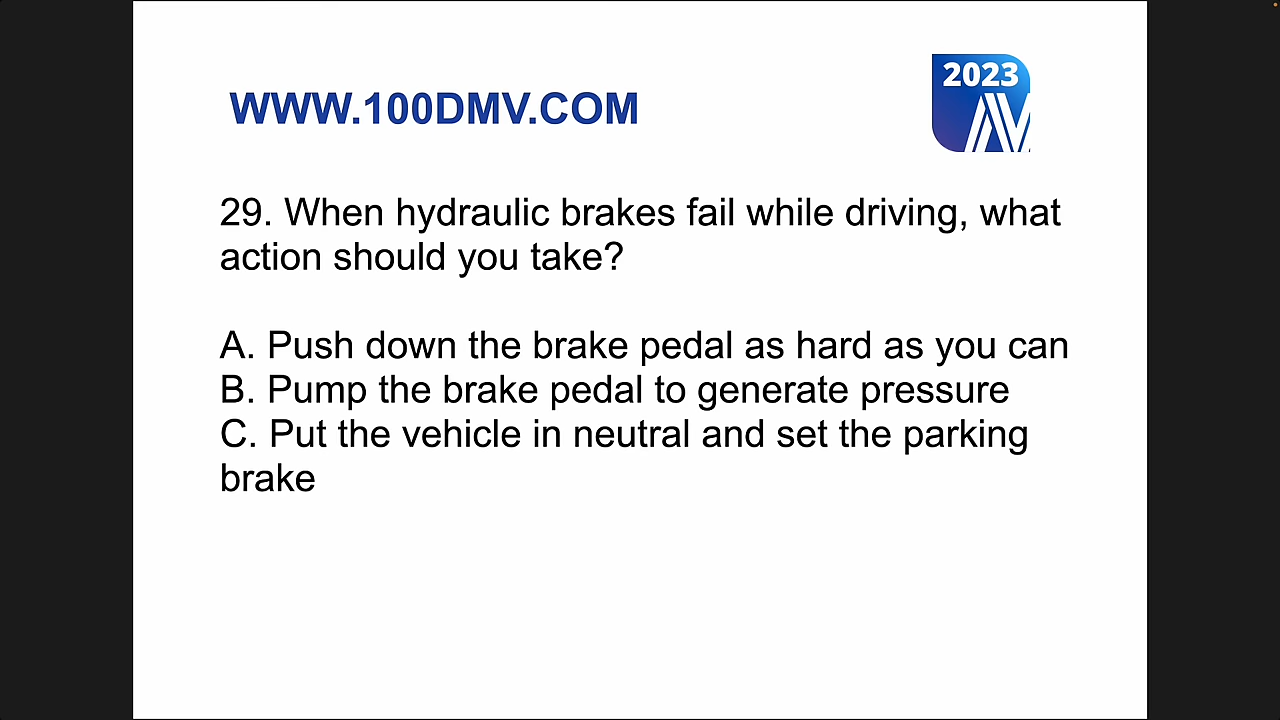 WWW.100DMV.COM
2023
29. When hydraulic brakes fail while driving, what
action should you take?
A. Push down the brake pedal as hard as you can
B. Pump the brake pedal to generate pressure
C. Put the vehicle in neutral and set the parking
brake